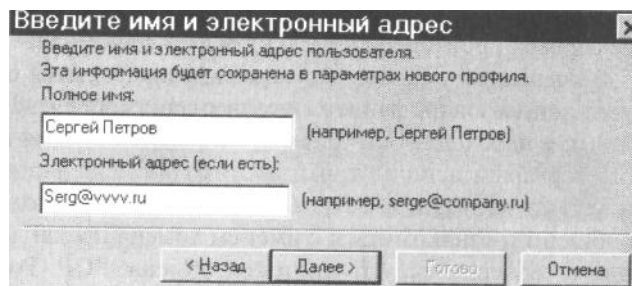 Введите имя и электронный адрес
Введите имя и электронный адрес пользователя.
Эта информация будет сохранена в параметрах нового профиля.
Полное имя:
Сергей Петров (например, Сергей Петров)
Электронный адрес (если есть):
Serg@vvvv.ru (например, serge@company.ru)
< Назад Далее > Готово Отмена